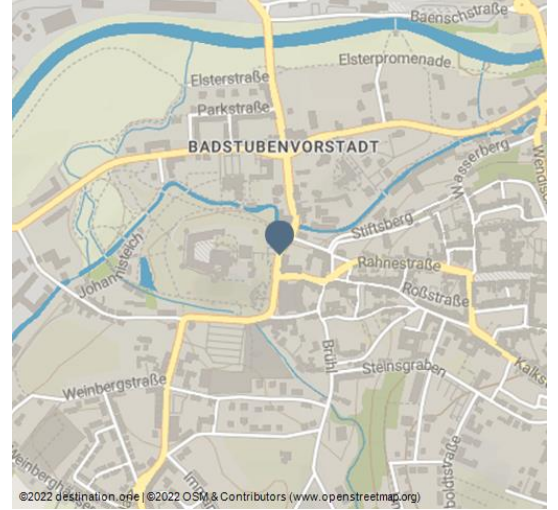 Baenschstraße
Elsterpromenade
Elsterstraße
Parkstraße
BADSTUBENVORSTADT
Wasserberg
Stiftsberg
Rahnestraße
Johannisteich
Roßstraße
Brühl
Steinsgraben
Weinbergstraße
©2022 destination.one | ©2022 OSM & Contributors (www.openstreetmap.org)